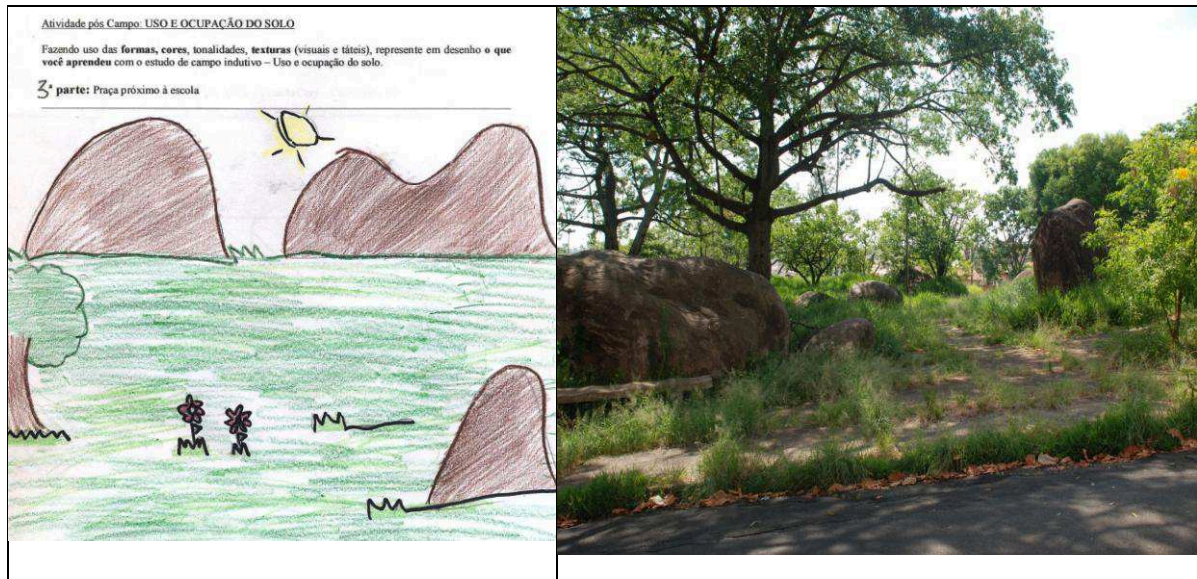 Atividade pós Campo: USO E OCUPAÇÃO DO SOLO
Fazendo uso das formas, cores, tonalidades, texturas (visuais e táteis), represente em desenho o que
você aprendeu com o estudo de campo indutivo – Uso e ocupação do solo.
3ª parte: Praça próximo à escola